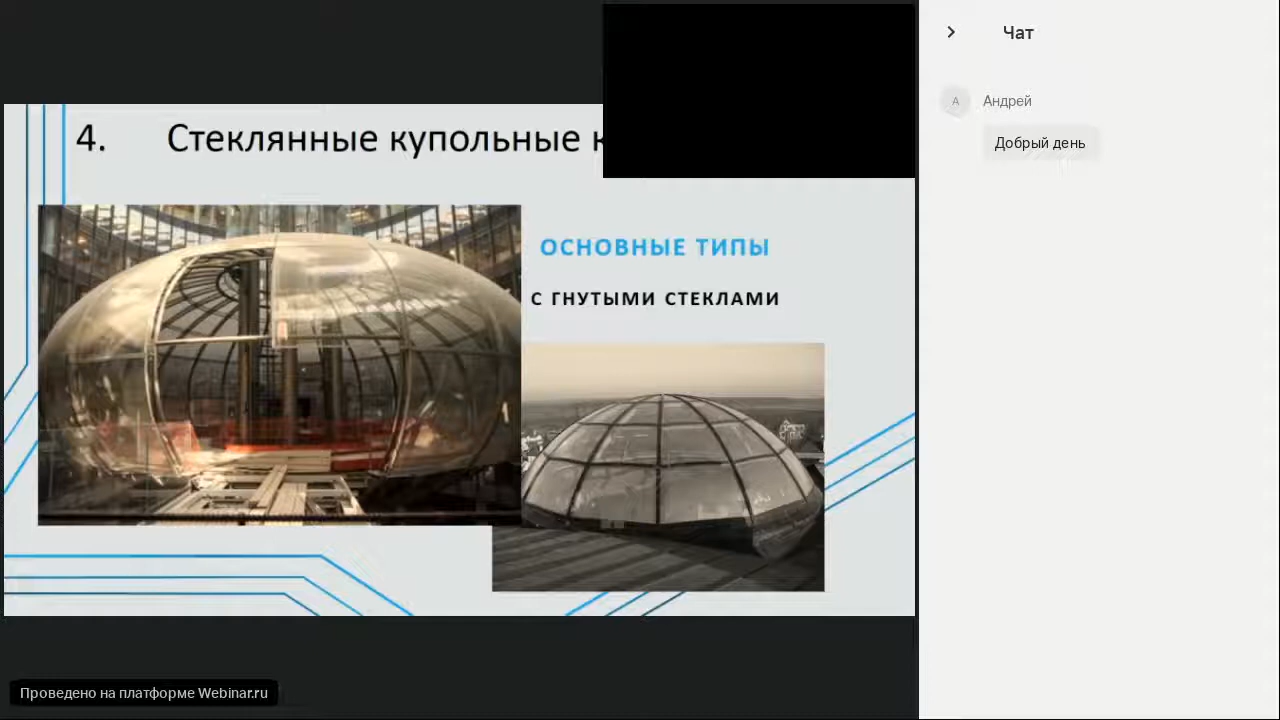 4. Стеклянные купольные
ОСНОВНЫЕ ТИПЫ
С ГНУТЫМИ СТЕКЛАМИ
Проведено на платформе Webinar.ru
Чат
А Андрей
Добрый день